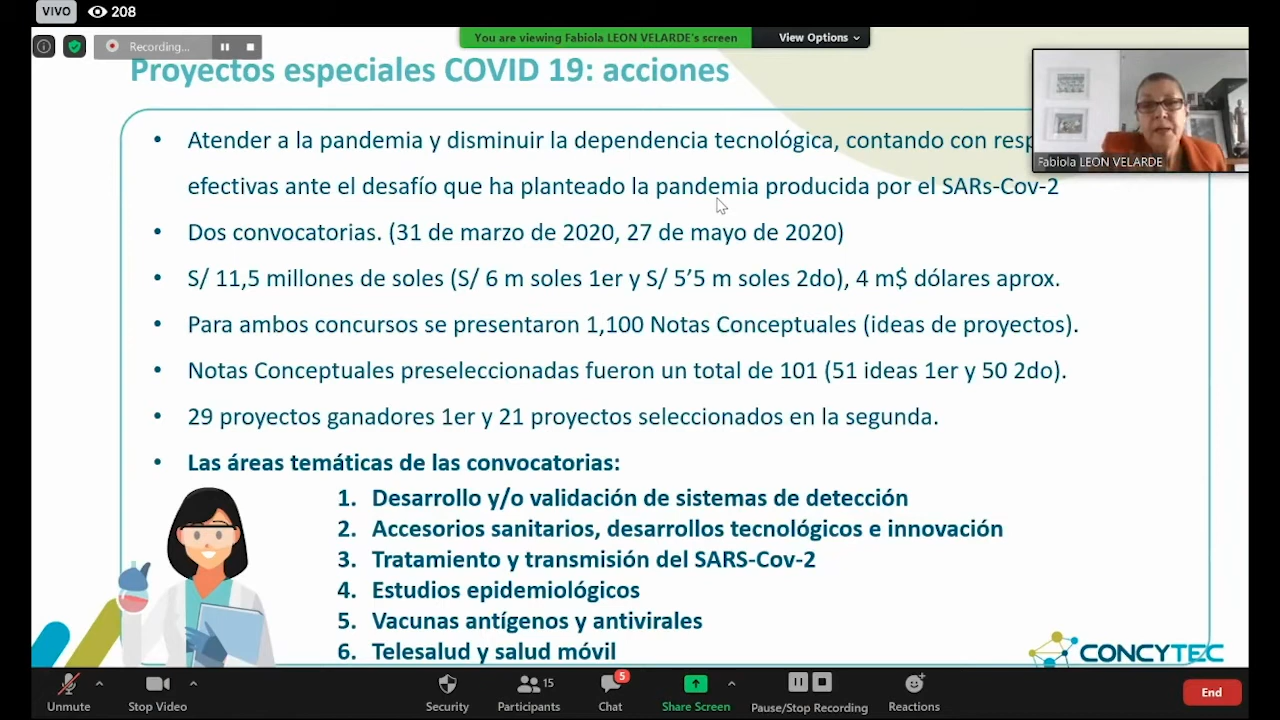 VIVO 208
You are viewing Fabiola LEON VELARDE's screen View Options
Recording...
Proyectos especiales COVID 19: acciones
• Atender a la pandemia y disminuir la dependencia tecnológica, contando con resp
efectivas ante el desafío que ha planteado la pandemia producida por el SARs-Cov-2
• Dos convocatorias. (31 de marzo de 2020, 27 de mayo de 2020)
• S/ 11,5 millones de soles (S/ 6 m soles 1er y S/ 5’5 m soles 2do), 4 m$ dólares aprox.
• Para ambos concursos se presentaron 1,100 Notas Conceptuales (ideas de proyectos).
• Notas Conceptuales preseleccionadas fueron un total de 101 (51 ideas 1er y 50 2do).
• 29 proyectos ganadores 1er y 21 proyectos seleccionados en la segunda.
• Las áreas temáticas de las convocatorias:
1. Desarrollo y/o validación de sistemas de detección
2. Accesorios sanitarios, desarrollos tecnológicos e innovación
3. Tratamiento y transmisión del SARS-Cov-2
4. Estudios epidemiológicos
5. Vacunas antígenos y antivirales
6. Telesalud y salud móvil
Fabiola LEON VELARDE
CONCYTEC
Unmute
Stop Video
Security
15
Participants
5
Chat
Share Screen
Pause/Stop Recording
Reactions
End